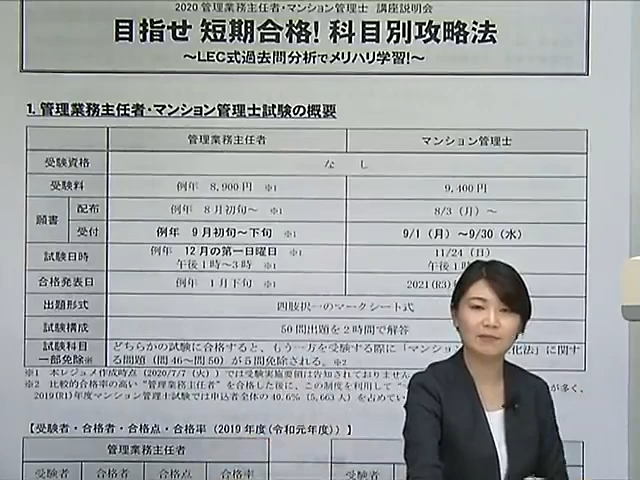 2020 管理業務主任者・マンション管理士 講座説明会
目指せ 短期合格! 科目別攻略法
～LEC式過去問分析でメリハリ学習!～
1. 管理業務主任者・マンション管理士試験の概要
管理業務主任者 マンション管理士
受験資格 なし
受験料 例年 8,900円 ※1 9,400円
願書 配布 例年 8月初旬～ ※1 8/3（月）～
受付 例年 9月初旬～下旬 ※1 9/1（月）～9/30（水）
試験日時 例年 12月の第一日曜日 ※1 11/24（日）
午後1時～3時 ※1 午後1時
合格発表日 例年 1月下旬 ※1 2021(R3)
出題形式 四肢択一のマークシート式
試験構成 50問出題を2時間で解答
試験科目 どちらかの試験に合格すると、もう一方を受験する際に「マンション 化法」に関す
一部免除※ る問題（問46～問50）が5問免除される。※2
※1 本レジュメ作成時点（2020/7/7（火））では受験実施要領は告知されておりません
※2 比較的合格率の高い“管理業務主任者”を合格した後に、この制度を利用して が多く、
2019(R1)年度マンション管理士試験では申込者全体の40.6%（5,663人）を占めてい
【受験者・合格者・合格点・合格率（2019年度(令和元年度)）】
管理業務主任者
受験者 合格者 合格点 合格率 受験者